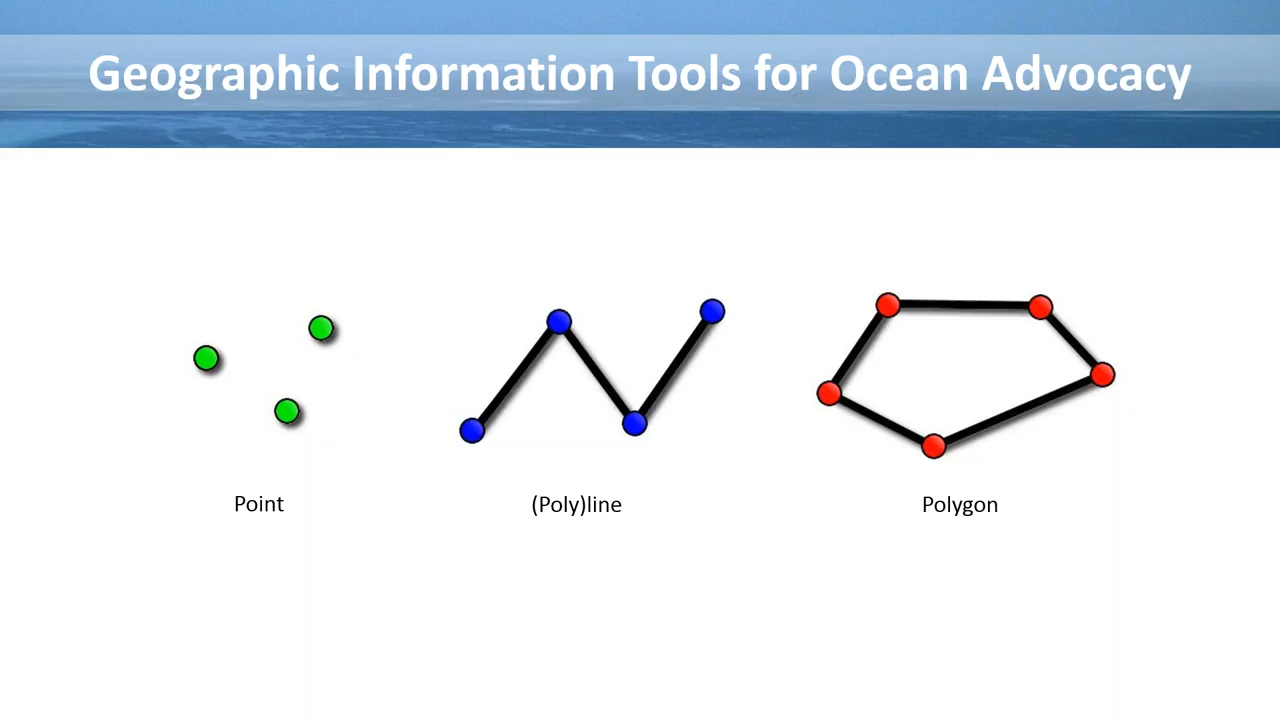 Geographic Information Tools for Ocean Advocacy
Point
(Poly)line
Polygon